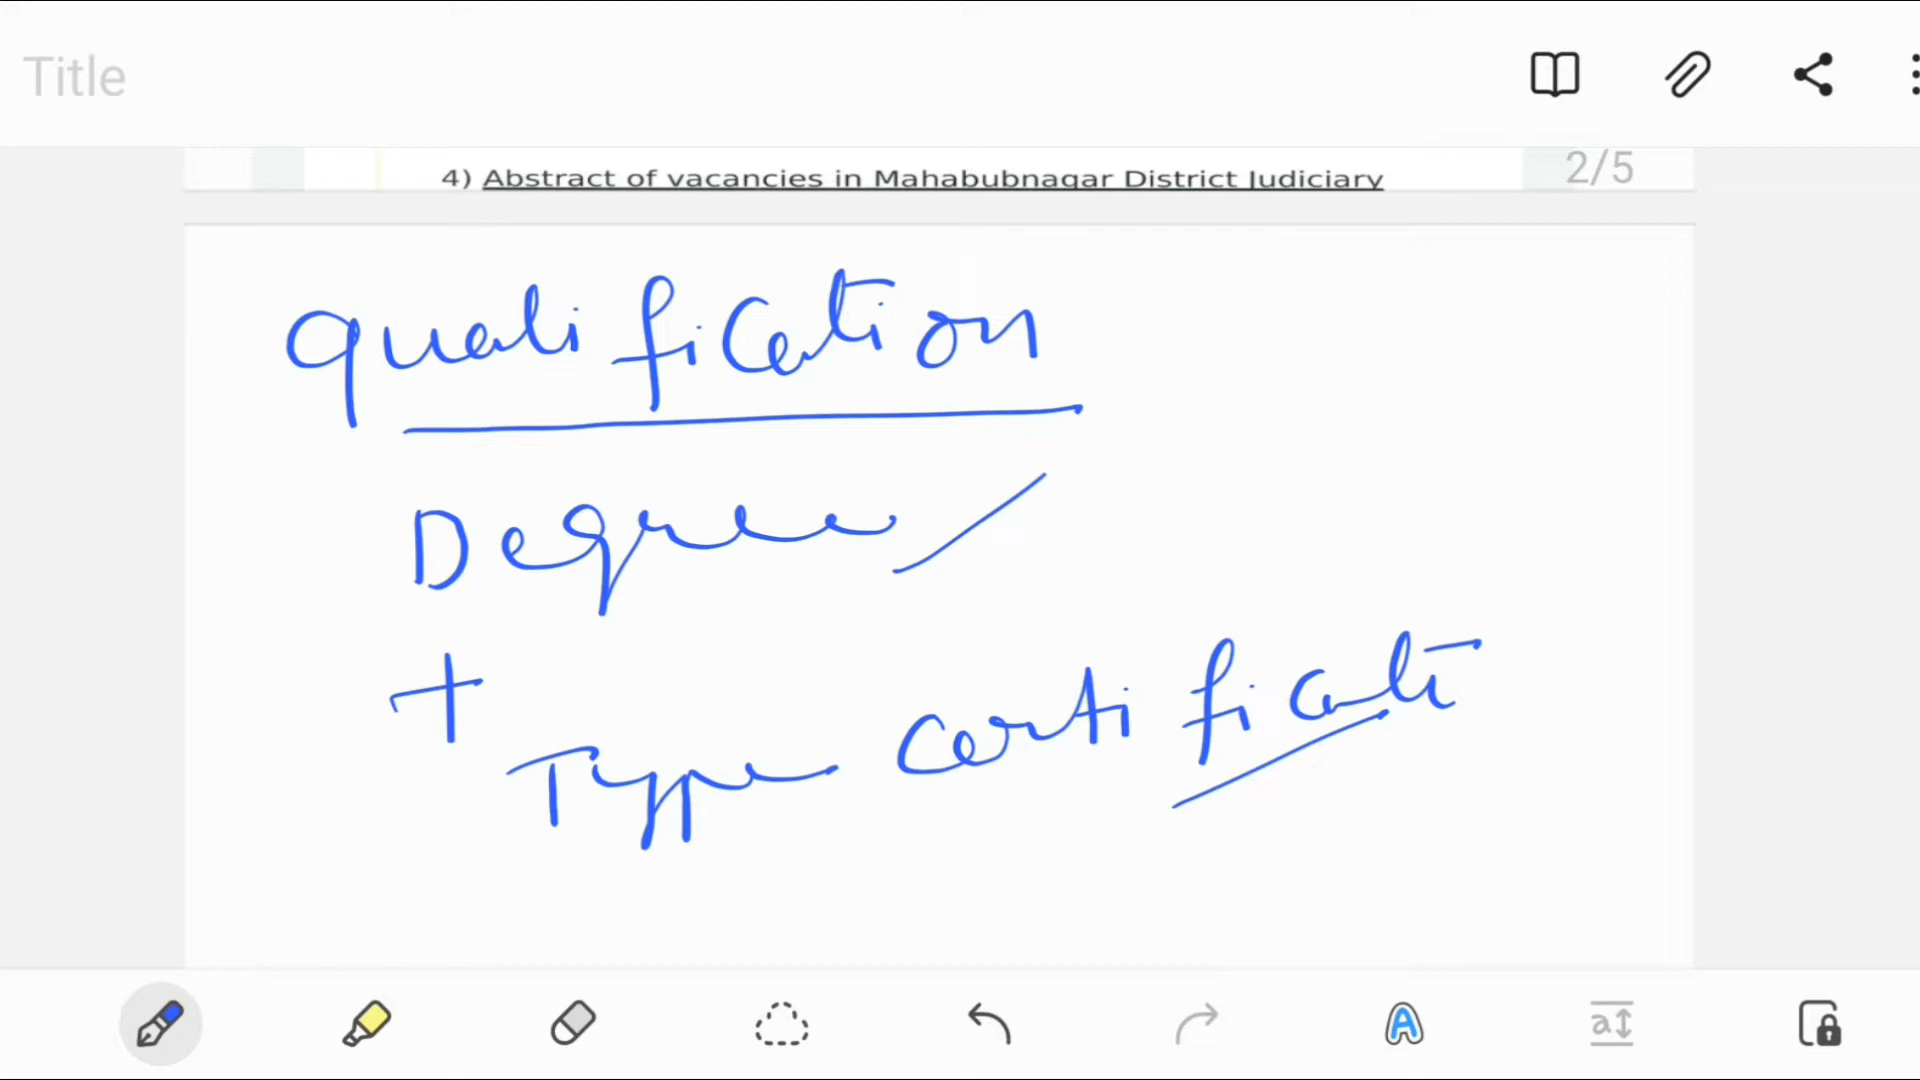 Title
4) Abstract of vacancies in Mahabubnagar District Judiciary
2/5
Qualification
Degree
+
Type certificate
A
a